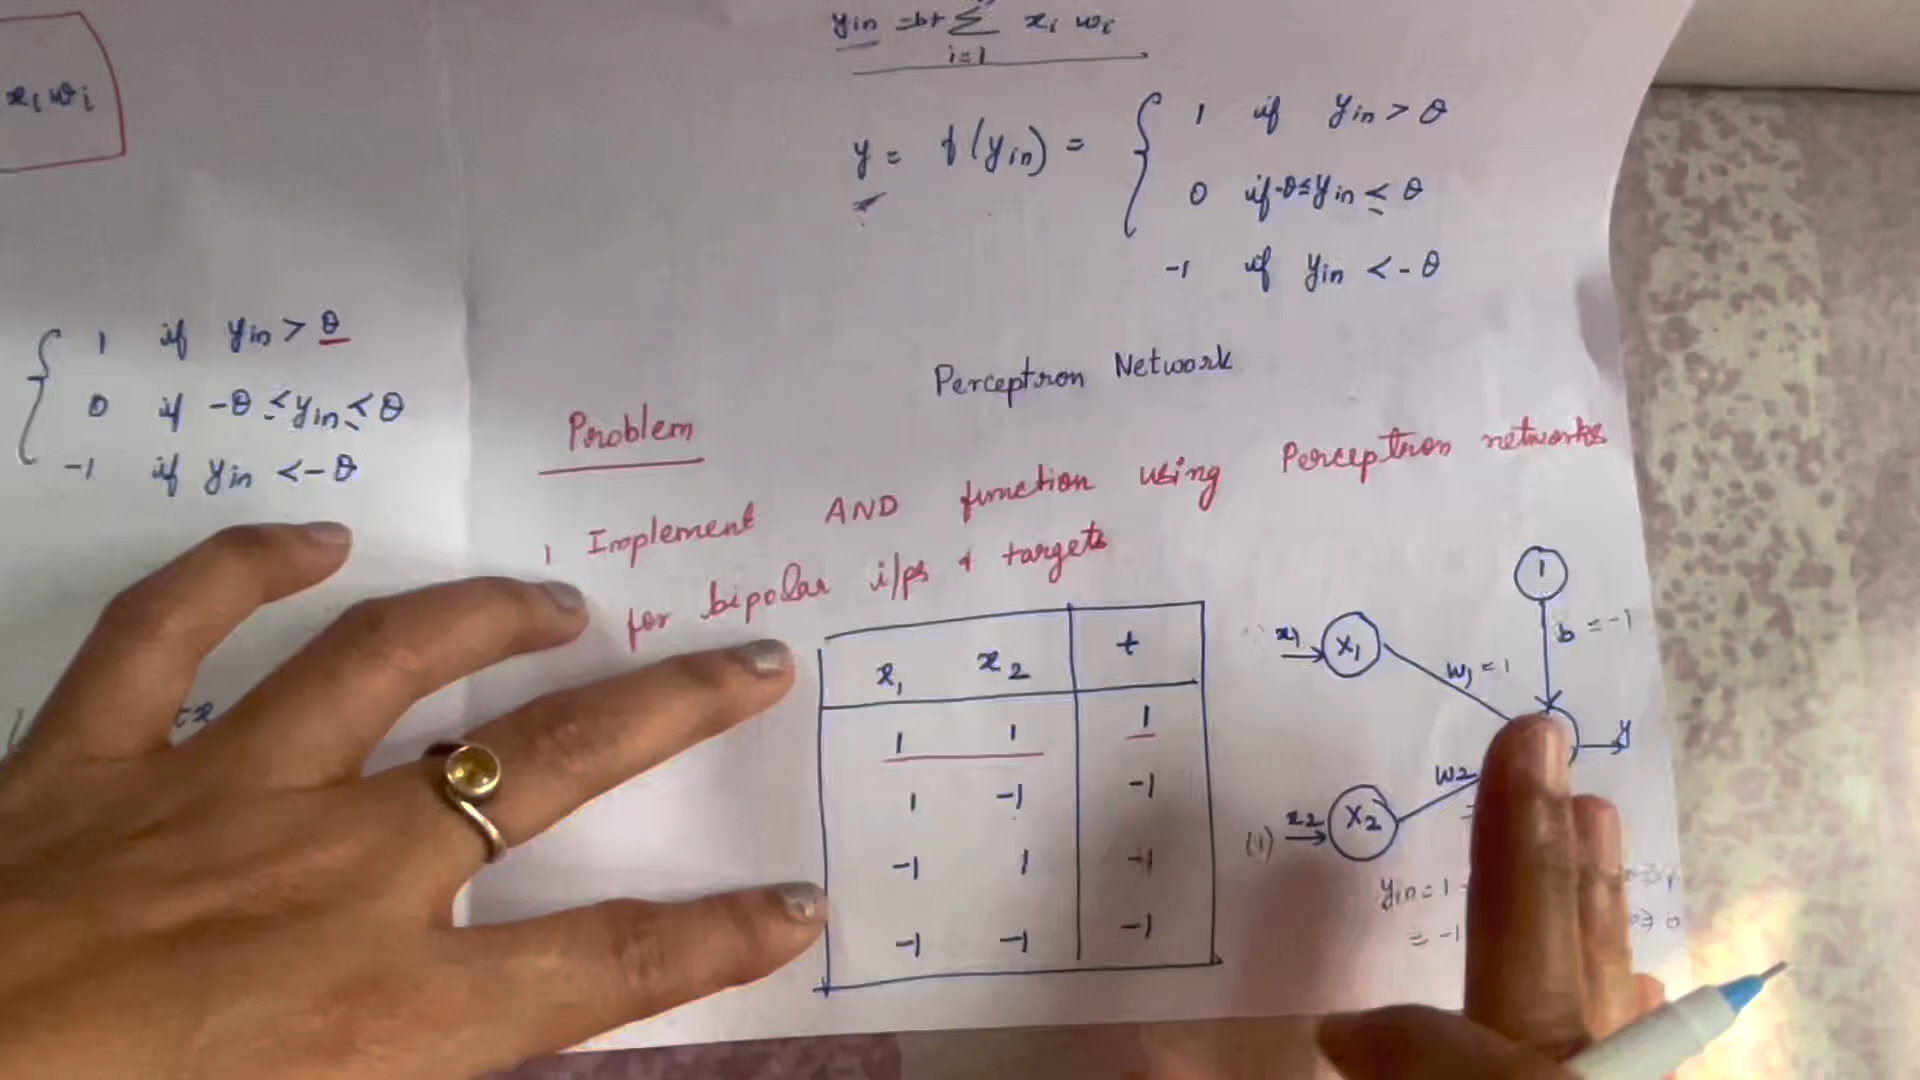 yin = b+ Σ xi wi
i=1
xi wi
y = f(yin) = { 1 if yin > θ
0 if -θ ≤ yin ≤ θ
-1 if yin < -θ
{ 1 if yin > θ
0 if -θ ≤ yin ≤ θ
-1 if yin < -θ
Perceptron Network
Problem
1 Implement AND function using Perceptron networks
for bipolar i/ps + targets
x1 x2 t
1 1 1
1 -1 -1
-1 1 -1
-1 -1 -1
1
b = -1
x1 X1 w1 = 1
y
w2
(1) x2 X2
yin = 1
= -1